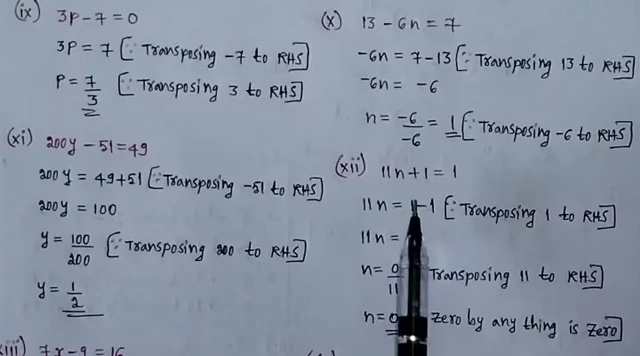 (ix) 3p - 7 = 0
3p = 7 [∵ Transposing -7 to RHS]
p = 7/3 [∵ Transposing 3 to RHS]
(x) 13 - 6n = 7
-6n = 7 - 13 [∵ Transposing 13 to RHS]
-6n = -6
n = -6/-6 = 1 [∵ Transposing -6 to RHS]
(xi) 200y - 51 = 49
200y = 49 + 51 [∵ Transposing -51 to RHS]
200y = 100
y = 100/200 [∵ Transposing 200 to RHS]
y = 1/2
(xii) 11n + 1 = 1
11n = 1 - 1 [∵ Transposing 1 to RHS]
11n =
n = 0/11 Transposing 11 to RHS]
n = 0 zero by any thing is zero]
7x - 9 = 16